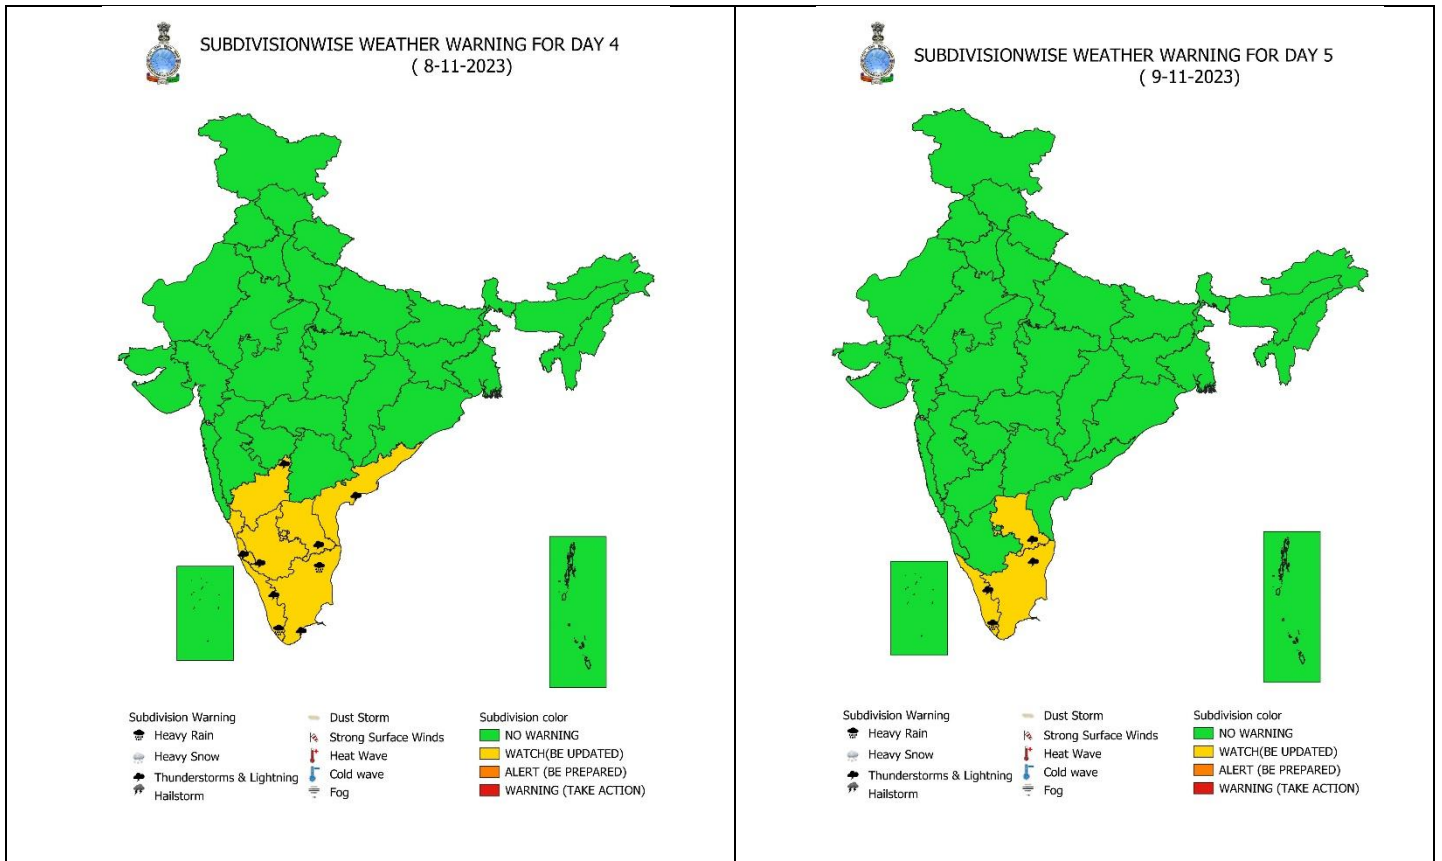 SUBDIVISIONWISE WEATHER WARNING FOR DAY 4
( 8-11-2023)
Subdivision Warning
Heavy Rain
Heavy Snow
Thunderstorms & Lightning
Hailstorm
Dust Storm
Strong Surface Winds
Heat Wave
Cold wave
Fog
Subdivision color
NO WARNING
WATCH(BE UPDATED)
ALERT (BE PREPARED)
WARNING (TAKE ACTION)
SUBDIVISIONWISE WEATHER WARNING FOR DAY 5
( 9-11-2023)
Subdivision Warning
Heavy Rain
Heavy Snow
Thunderstorms & Lightning
Hailstorm
Dust Storm
Strong Surface Winds
Heat Wave
Cold wave
Fog
Subdivision color
NO WARNING
WATCH(BE UPDATED)
ALERT (BE PREPARED)
WARNING (TAKE ACTION)